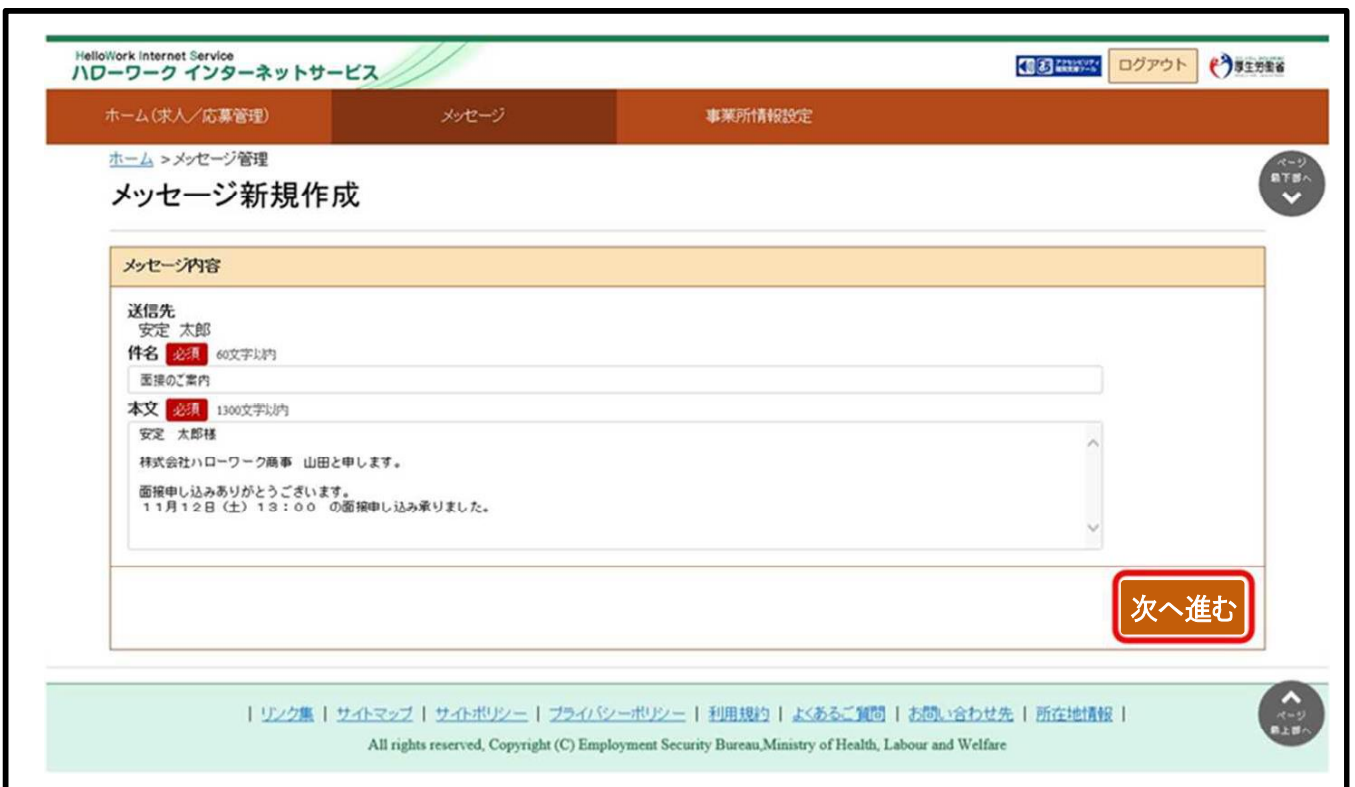 HelloWork Internet Service
ハローワーク インターネットサービス
ログアウト
厚生労働省
ホーム(求人／応募管理)
メッセージ
事業所情報設定
ホーム >メッセージ管理
ページ
最下部へ
メッセージ新規作成
メッセージ内容
送信先
安定 太郎
件名 必須 60文字以内
面接のご案内
本文 必須 1300文字以内
安定　太郎様
株式会社ハローワーク商事　山田と申します。
面接申し込みありがとうございます。
１１月１２日（土）１３：００　の面接申し込み承りました。
次へ進む
| リンク集 | サイトマップ | サイトポリシー | プライバシーポリシー | 利用規約 | よくあるご質問 | お問い合わせ先 | 所在地情報 |
All rights reserved, Copyright (C) Employment Security Bureau,Ministry of Health, Labour and Welfare
ページ
最上部へ